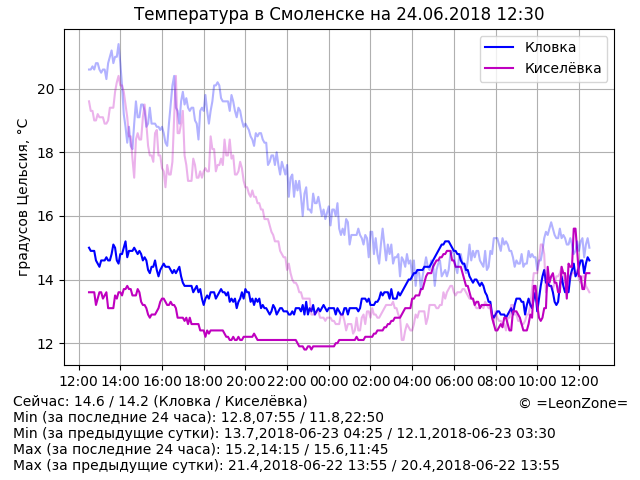 Температура в Смоленске на 24.06.2018 12:30
Кловка
Киселёвка
градусов Цельсия, °C
20
18
16
14
12
12:00 14:00 16:00 18:00 20:00 22:00 00:00 02:00 04:00 06:00 08:00 10:00 12:00
Сейчас: 14.6 / 14.2 (Кловка / Киселёвка)
© =LeonZone=
Min (за последние 24 часа): 12.8,07:55 / 11.8,22:50
Min (за предыдущие сутки): 13.7,2018-06-23 04:25 / 12.1,2018-06-23 03:30
Max (за последние 24 часа): 15.2,14:15 / 15.6,11:45
Max (за предыдущие сутки): 21.4,2018-06-22 13:55 / 20.4,2018-06-22 13:55